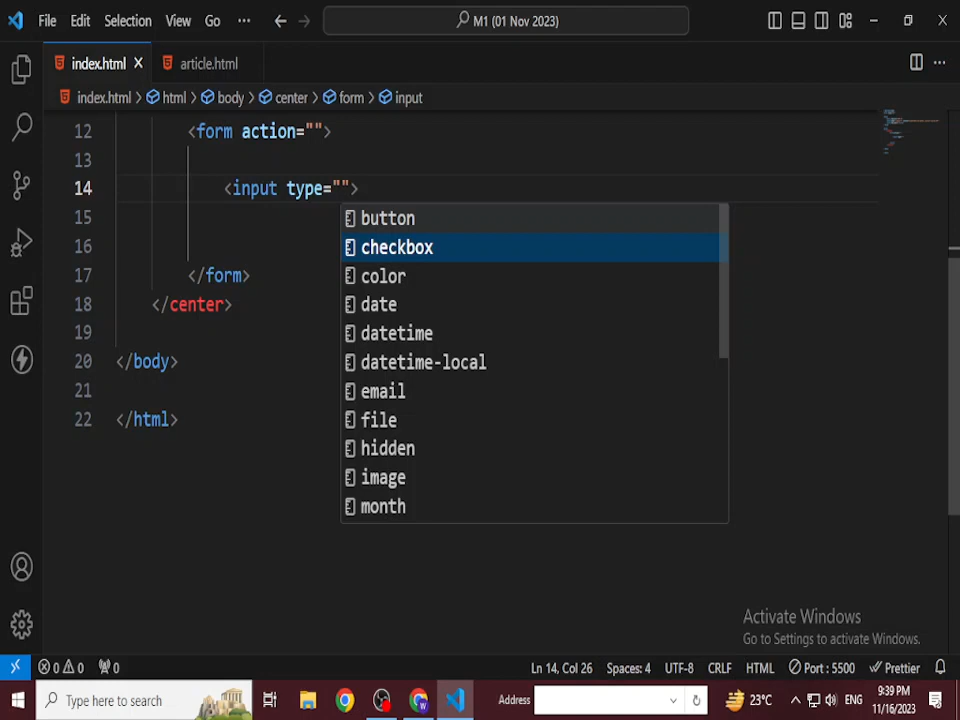 File Edit Selection View Go ··· M1 (01 Nov 2023)
index.html article.html
index.html > html > body > center > form > input
12 <form action="">
13
14 <input type="">
15 button
checkbox
16
color
17 </form>
date
18 </center>
datetime
19
datetime-local
20 </body>
email
21
file
22 </html>
hidden
image
month
Activate Windows
Go to Settings to activate Windows.
0 0 0 Ln 14, Col 26 Spaces: 4 UTF-8 CRLF HTML Port : 5500 Prettier
Type here to search Address 23°C ENG 9:39 PM
11/16/2023